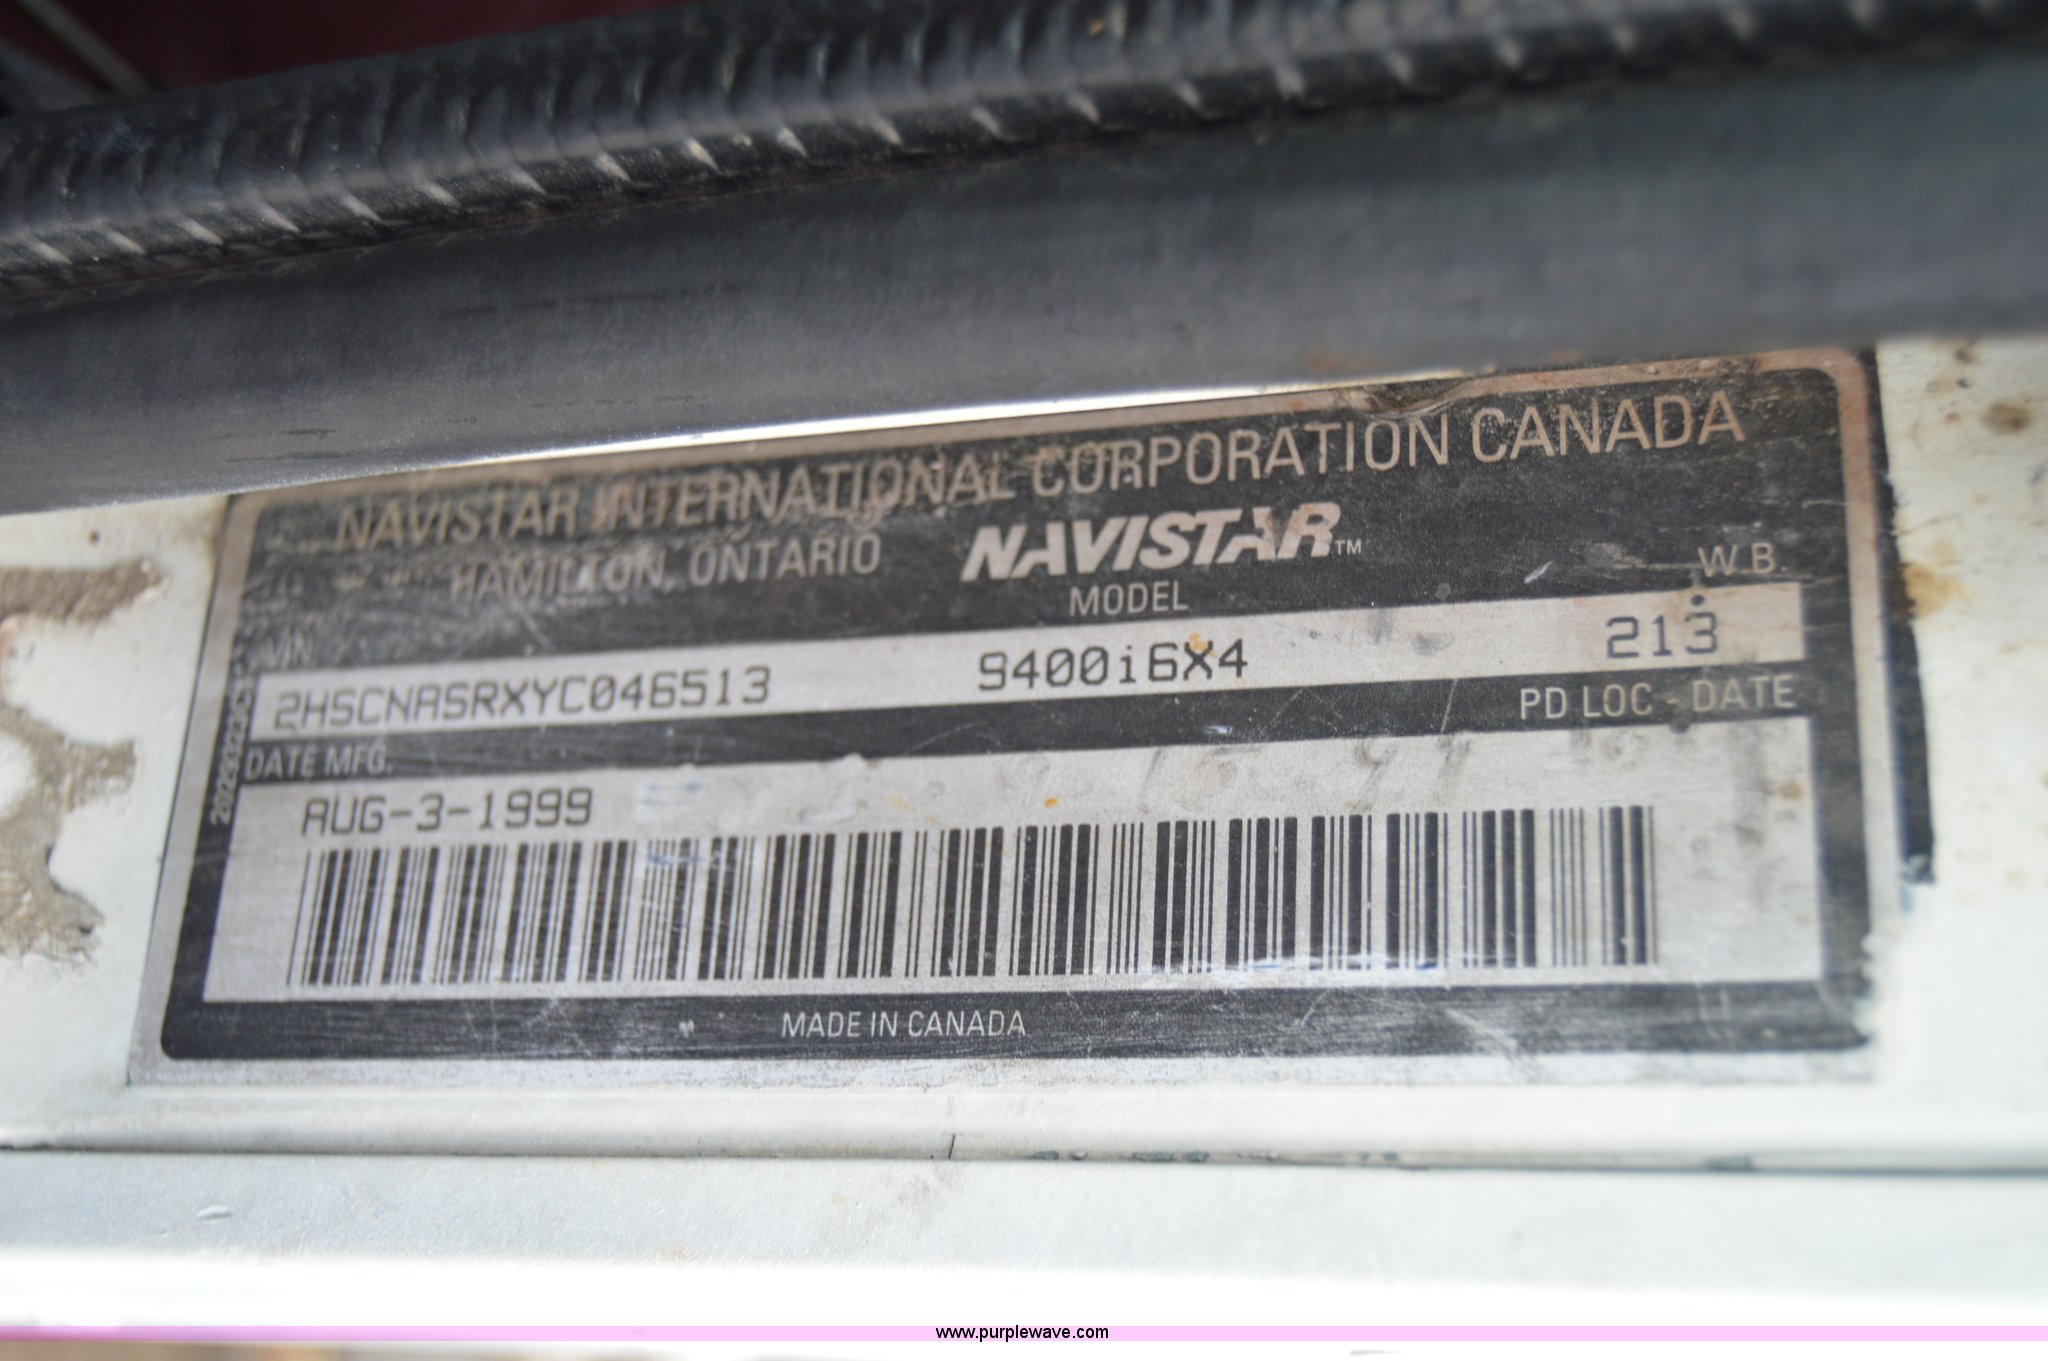 NAVISTAR INTERNATIONAL CORPORATION CANADA
HAMILTON, ONTARIO NAVISTAR™
MODEL W.B.
VIN
2HSCNASRXYC046513 9400i6X4 213
DATE MFG. PD LOC - DATE
AUG-3-1999
MADE IN CANADA
www.purplewave.com